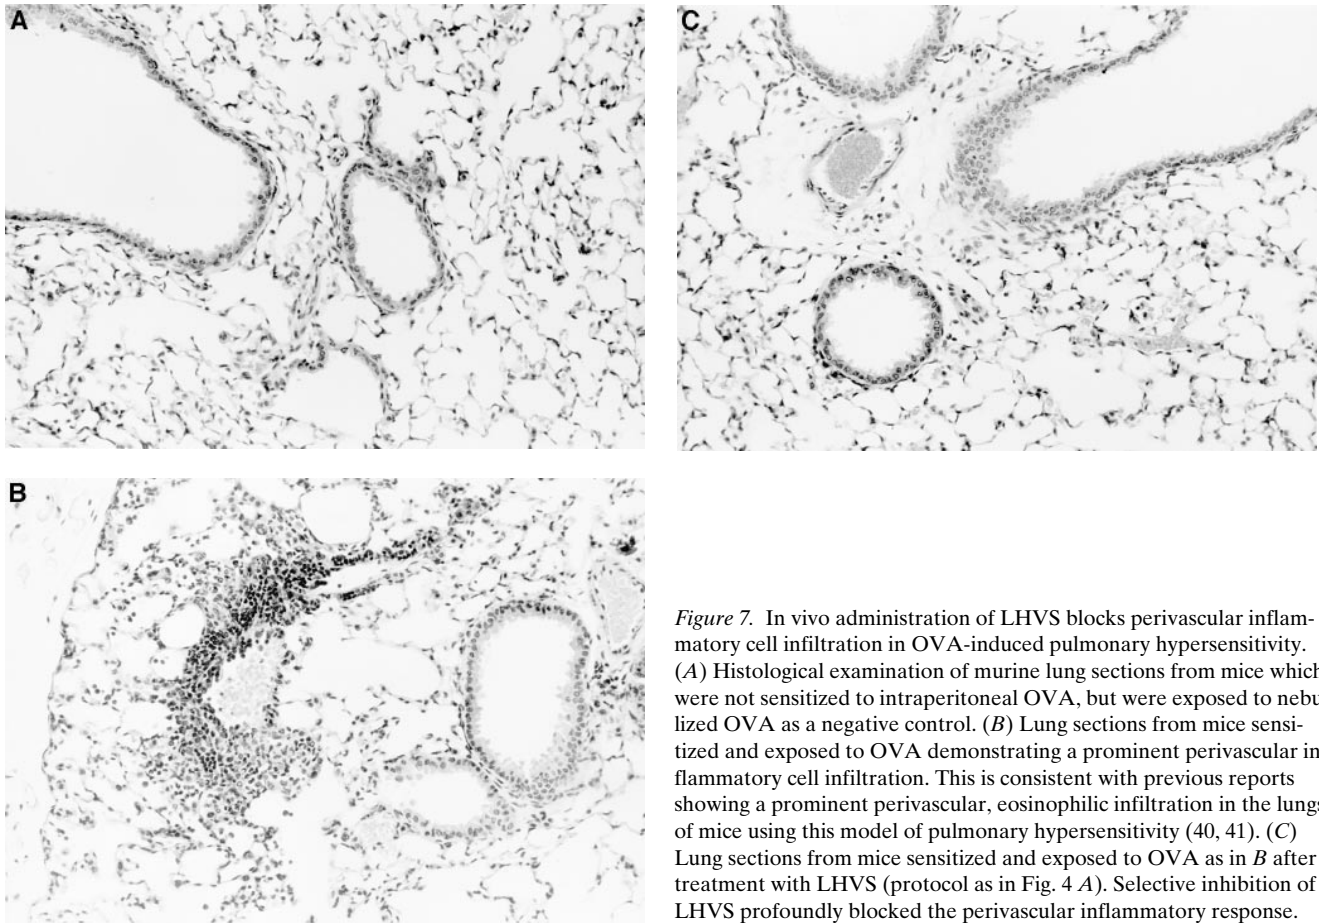 A
C
B
Figure 7. In vivo administration of LHVS blocks perivascular inflam-
matory cell infiltration in OVA-induced pulmonary hypersensitivity.
(A) Histological examination of murine lung sections from mice which
were not sensitized to intraperitoneal OVA, but were exposed to nebu
lized OVA as a negative control. (B) Lung sections from mice sensi-
tized and exposed to OVA demonstrating a prominent perivascular in
flammatory cell infiltration. This is consistent with previous reports
showing a prominent perivascular, eosinophilic infiltration in the lungs
of mice using this model of pulmonary hypersensitivity (40, 41). (C)
Lung sections from mice sensitized and exposed to OVA as in B after
treatment with LHVS (protocol as in Fig. 4 A). Selective inhibition of
LHVS profoundly blocked the perivascular inflammatory response.